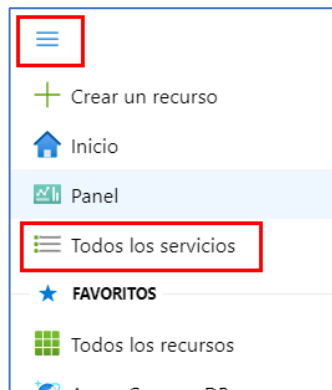 Crear un recurso
Inicio
Panel
Todos los servicios
FAVORITOS
Todos los recursos